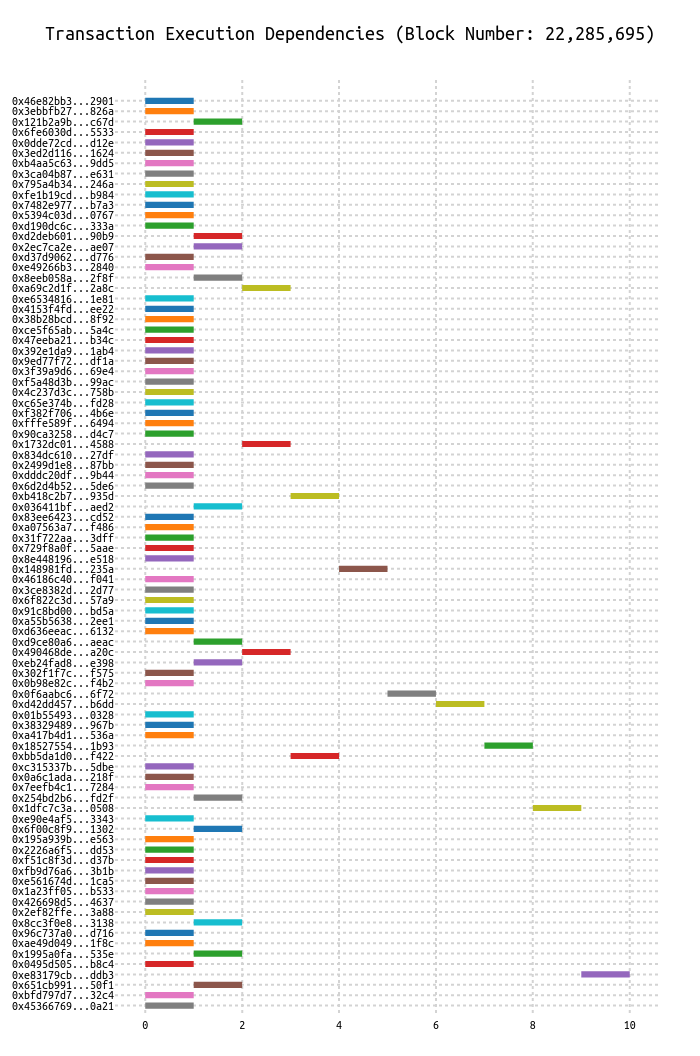 Transaction Execution Dependencies (Block Number: 22,285,695)
0x46e82bb3...2901
0x3ebbfb27...826a
0x121b2a9b...c67d
0x6fe6030d...5533
0x0dde72cd...d12e
0x3ed2d116...1624
0xb4aa5c63...9dd5
0x3ca04b87...e631
0x795a4b34...246a
0xfe1b19cd...b984
0x7482e977...b7a3
0x5394c03d...0767
0xd190dc6c...333a
0xd2deb601...90b9
0x2ec7ca2e...ae07
0xd37d9062...d776
0xe49266b3...2840
0x8eeb058a...2f8f
0xa69c2d1f...2a8c
0xe6534816...1e81
0x4153f4fd...ee22
0x38b28bcd...8f92
0xce5f65ab...5a4c
0x47eeba21...b34c
0x392e1da9...1ab4
0x9ed77f72...df1a
0x3f39a9d6...69e4
0xf5a48d3b...99ac
0x4c237d3c...758b
0xc65e374b...fd28
0xf382f706...4b6e
0xfffe589f...6494
0x90ca3258...d4c7
0x1732dc01...4588
0x834dc610...27df
0x2499d1e8...87bb
0xdddc20df...9b44
0x6d2d4b52...5de6
0xb418c2b7...935d
0x036411bf...aed2
0x83ee6423...cd52
0xa07563a7...f486
0x31f722aa...3dff
0x729f8a0f...5aae
0x8e448196...e518
0x148981fd...235a
0x46186c40...f041
0x3ce8382d...2d77
0x6f822c3d...57a9
0x91c8bd00...bd5a
0xa55b5638...2ee1
0xd636eeac...6132
0xd9ce80a6...aeac
0x490468de...a20c
0xeb24fad8...e398
0x302f1f7c...f575
0x0b98e82c...f4b2
0x0f6aabc6...6f72
0xd42dd457...b6dd
0x01b55493...0328
0x38329489...967b
0xa417b4d1...536a
0x18527554...1b93
0xbb5da1d0...f422
0xc315337b...5dbe
0x0a6c1ada...218f
0x7eefb4c1...7284
0x254bd2b6...fd2f
0x1dfc7c3a...0508
0xe90e4af5...3343
0x6f00c8f9...1302
0x195a939b...e563
0x2226a6f5...dd53
0xf51c8f3d...d37b
0xfb9d76a6...3b1b
0xe561674d...1ca5
0x1a23ff05...b533
0x426698d5...4637
0x2ef82ffe...3a88
0x8cc3f0e8...3138
0x96c737a0...d716
0xae49d049...1f8c
0x1995a0fa...535e
0x0495d505...b8c4
0xe83179cb...ddb3
0x651cb991...50f1
0xbfd797d7...32c4
0x45366769...0a21
0 2 4 6 8 10